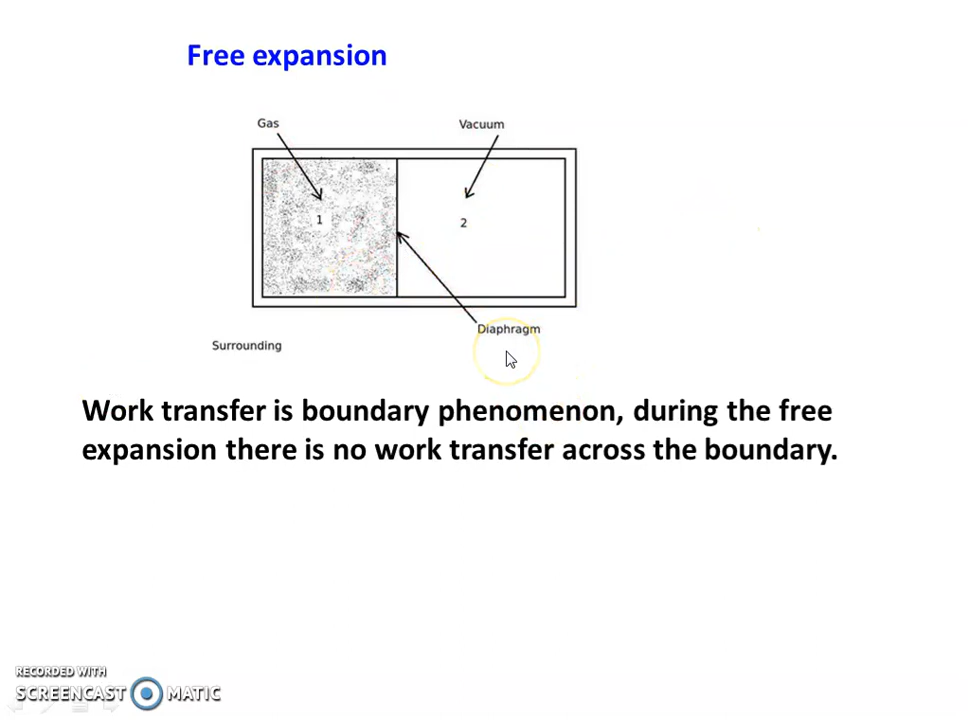 Free expansion
Gas
Vacuum
1
2
Diaphragm
Surrounding
Work transfer is boundary phenomenon, during the free
expansion there is no work transfer across the boundary.
RECORDED WITH
SCREENCAST MATIC